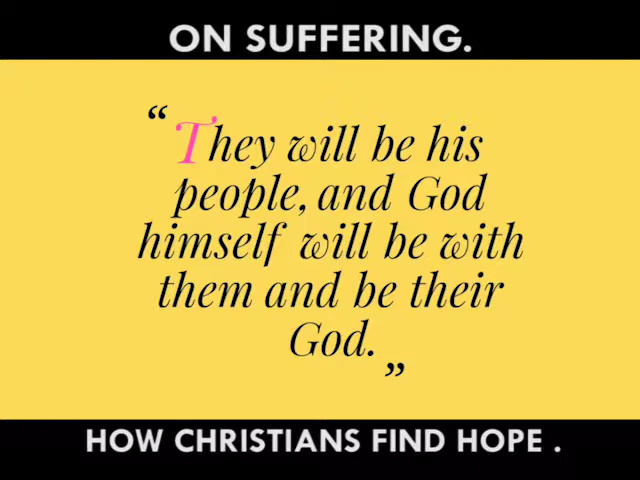 ON SUFFERING.
“They will be his
people, and God
himself will be with
them and be their
God.”
HOW CHRISTIANS FIND HOPE .